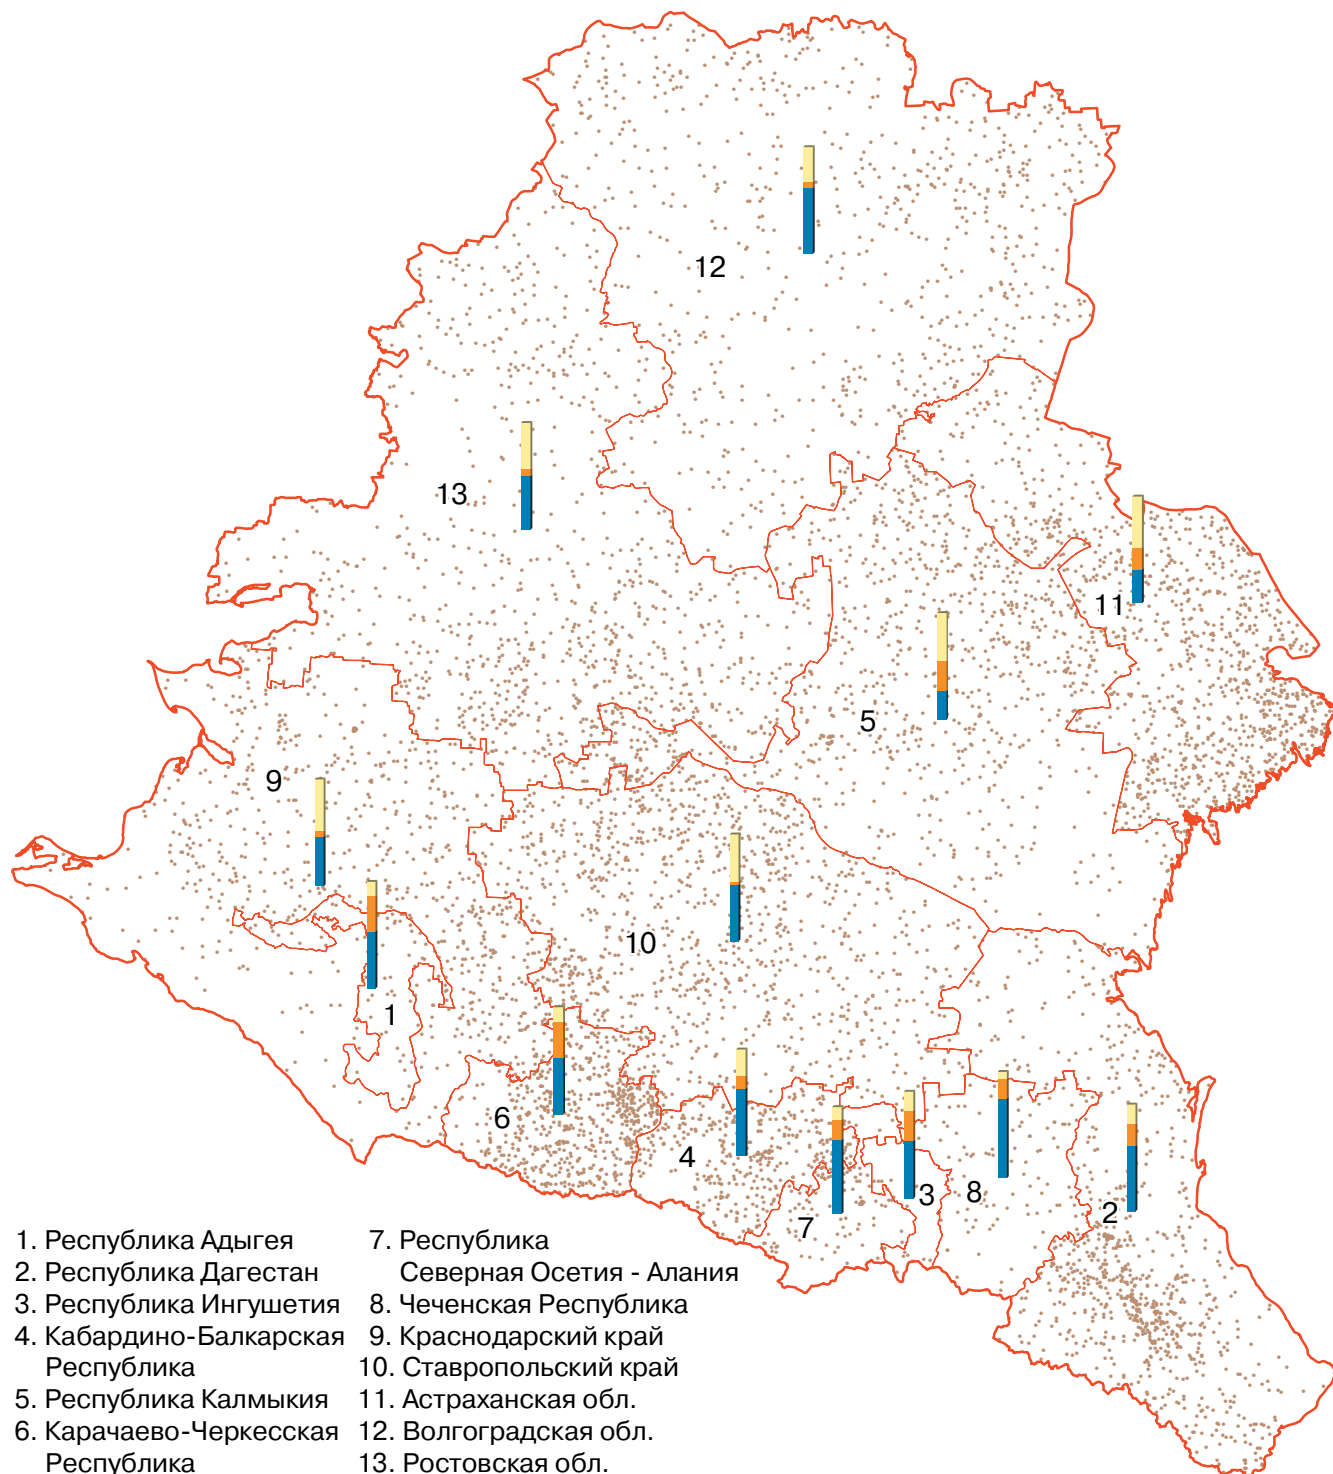 12
13
11
5
9
10
1
6
4
7
3
8
2
1. Республика Адыгея
2. Республика Дагестан
3. Республика Ингушетия
4. Кабардино-Балкарская
Республика
5. Республика Калмыкия
6. Карачаево-Черкесская
Республика
7. Республика
Северная Осетия - Алания
8. Чеченская Республика
9. Краснодарский край
10. Ставропольский край
11. Астраханская обл.
12. Волгоградская обл.
13. Ростовская обл.